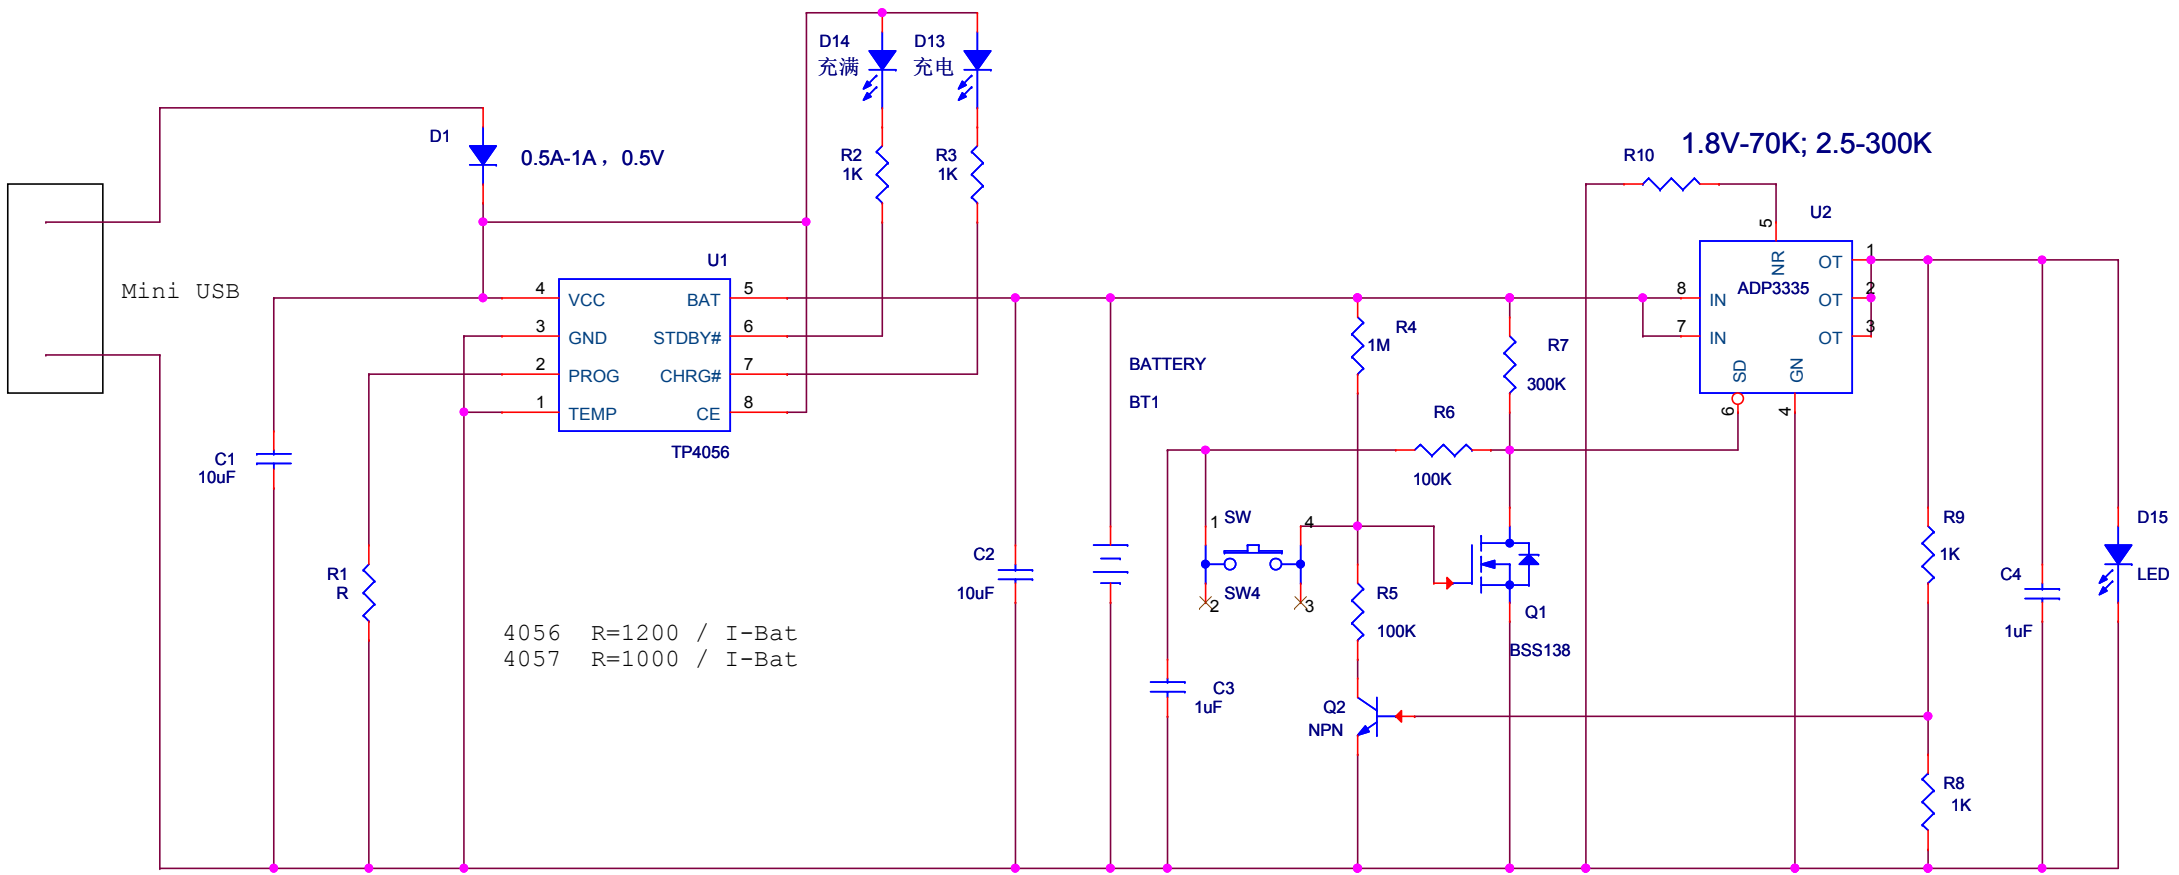 D14
充满
D13
充电
D1
0.5A-1A，0.5V
R2
1K
R3
1K
R10
1.8V-70K; 2.5-300K
U2
5
NR
ADP3335
1
OT
2
OT
3
OT
8
IN
7
IN
SD
6
GN
4
Mini USB
U1
4
VCC
3
GND
2
PROG
1
TEMP
BAT
5
STDBY#
6
CHRG#
7
CE
8
TP4056
C1
10uF
R1
R
4056 R=1200 / I-Bat
4057 R=1000 / I-Bat
C2
10uF
BATTERY
BT1
R4
1M
R7
300K
R6
100K
1
SW
4
SW4
2
3
R5
100K
Q1
BSS138
C3
1uF
Q2
NPN
R9
1K
R8
1K
C4
1uF
D15
LED